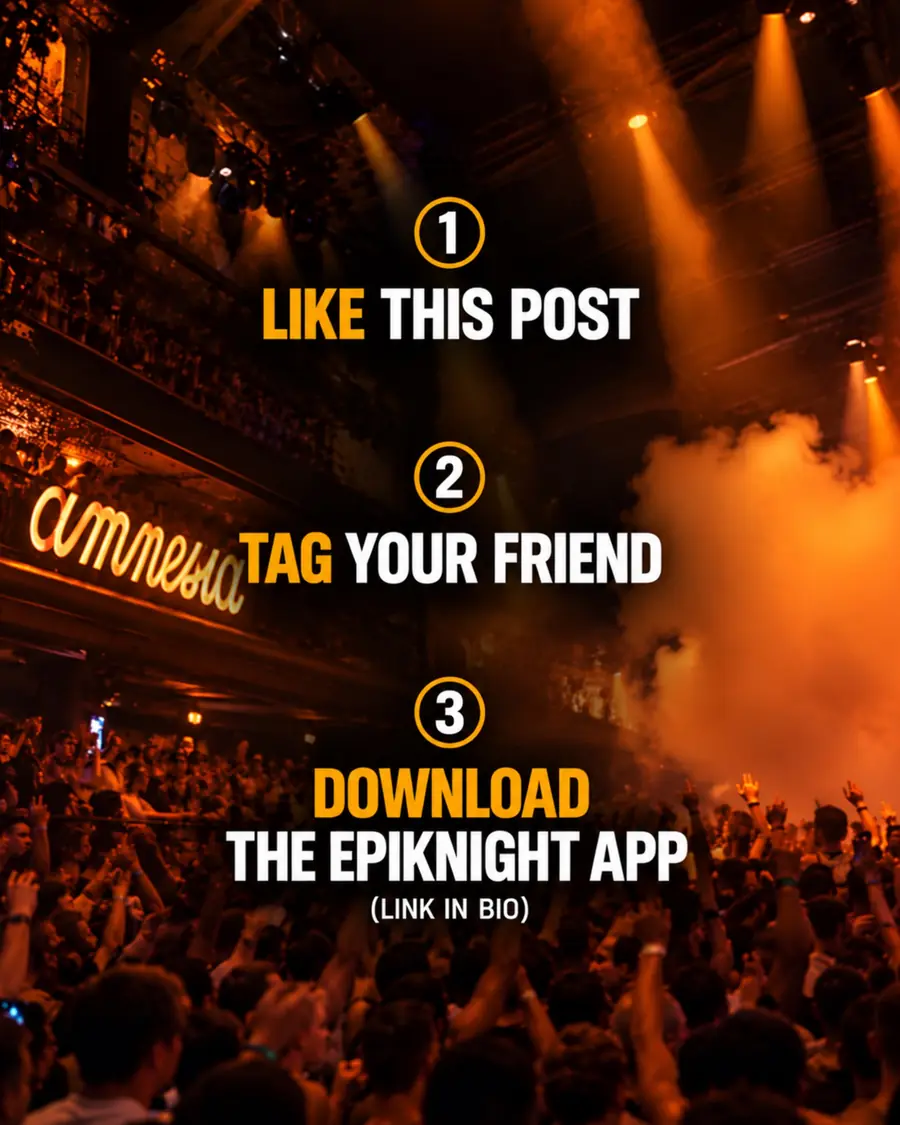 1
LIKE THIS POST
2
amnesia
TAG YOUR FRIEND
3
DOWNLOAD
THE EPIKNIGHT APP
(LINK IN BIO)